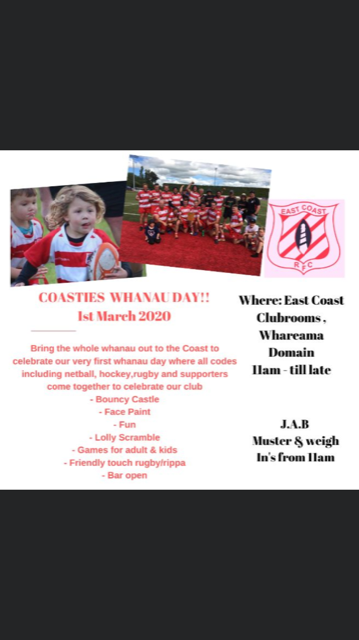 EAST COAST
R.F.C
COASTIES WHANAU DAY!!
1st March 2020
Bring the whole whanau out to the Coast to
celebrate our very first whanau day where all codes
including netball, hockey,rugby and supporters
come together to celebrate our club
- Bouncy Castle
- Face Paint
- Fun
- Lolly Scramble
- Games for adult & kids
- Friendly touch rugby/rippa
- Bar open
Where: East Coast
Clubrooms ,
Whareama
Domain
11am - till late
J.A.B
Muster & weigh
In's from 11am